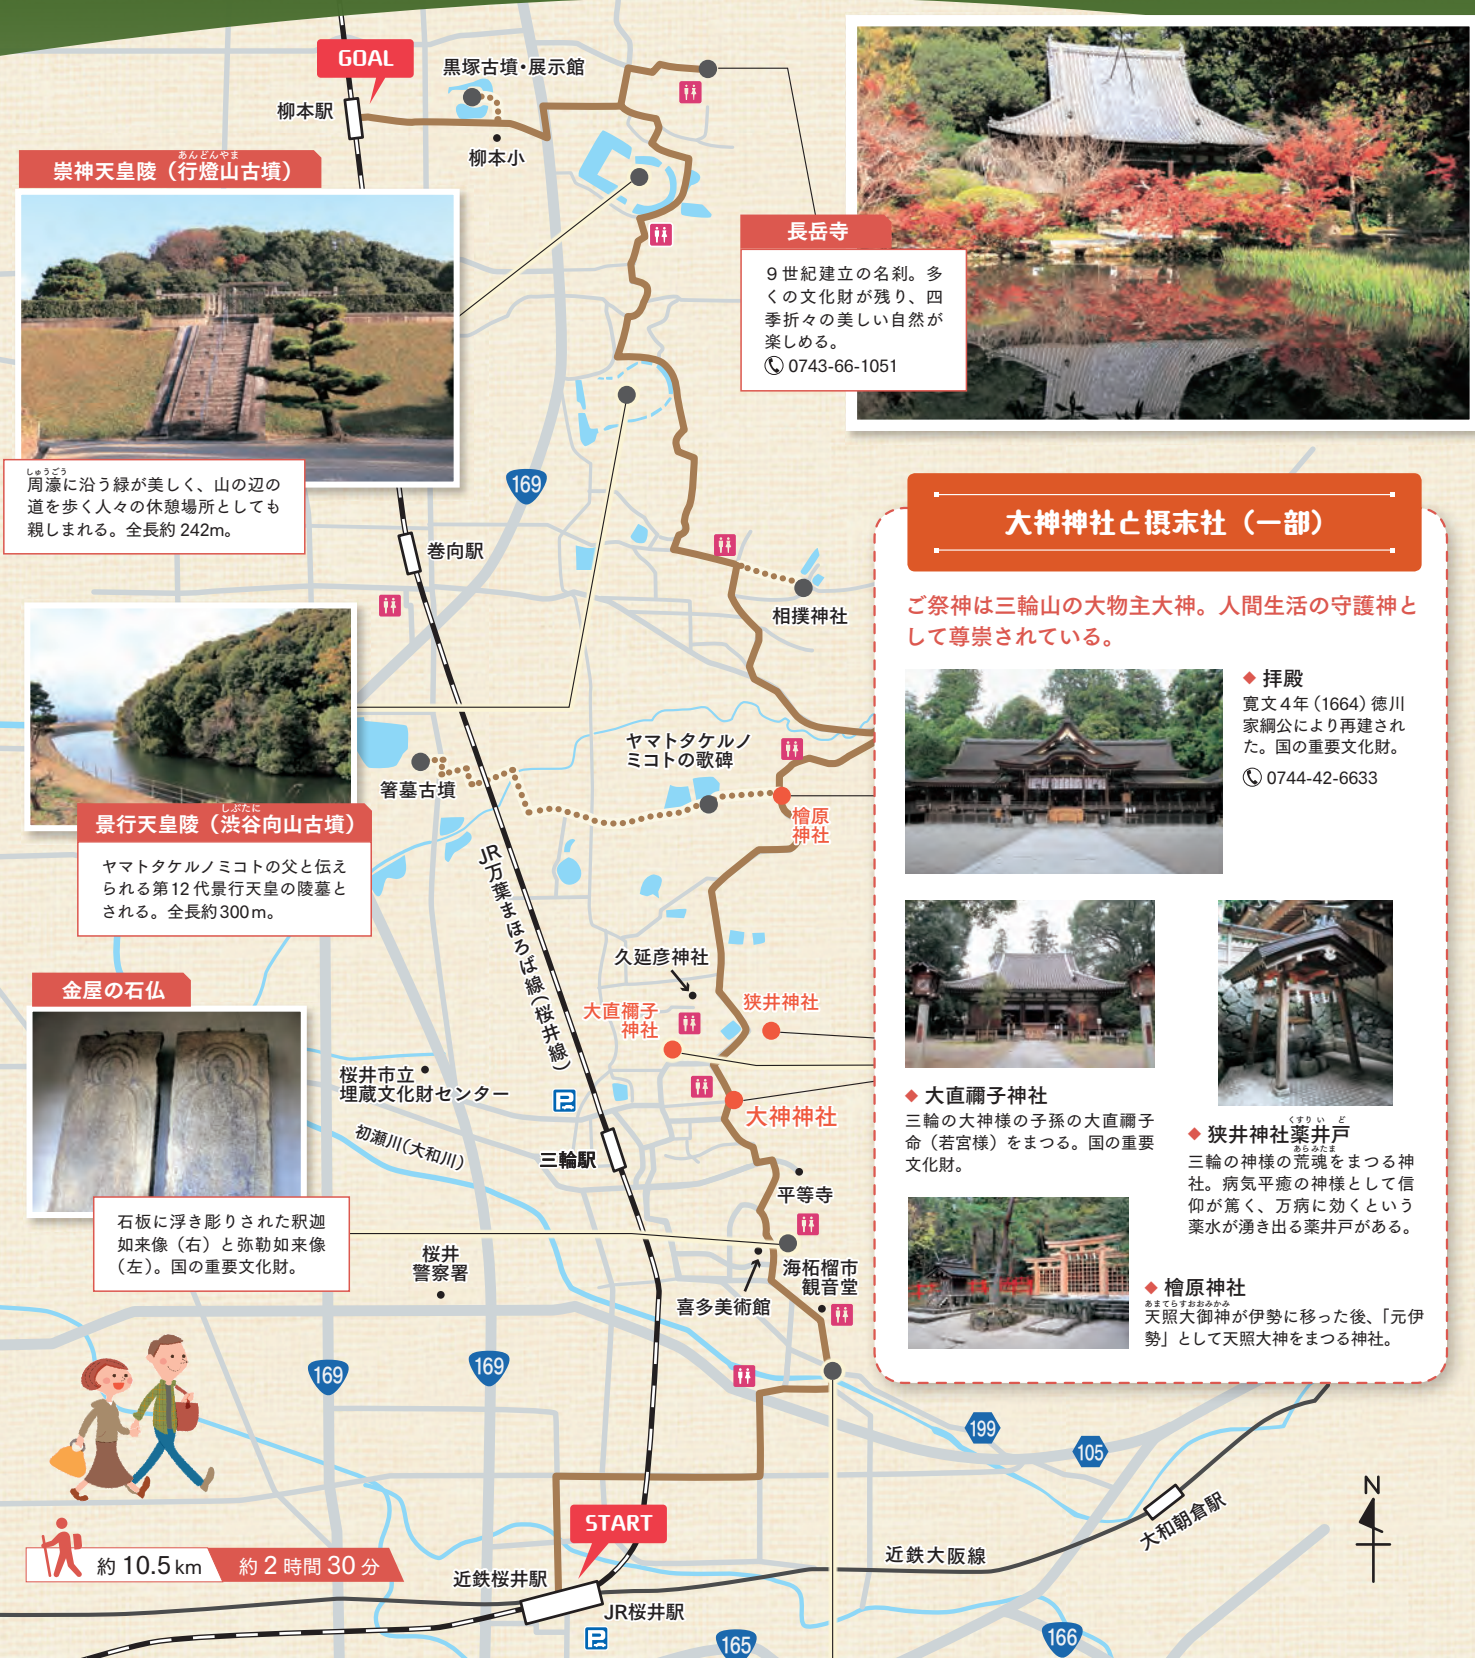 GOAL
柳本駅
黒塚古墳・展示館
柳本小
あんどんやま
崇神天皇陵（行燈山古墳）
しゅうごう
周濠に沿う緑が美しく、山の辺の
道を歩く人々の休憩場所としても
親しまれる。全長約242m。
長岳寺
9世紀建立の名刹。多
くの文化財が残り、四
季折々の美しい自然が
楽しめる。
0743-66-1051
169
巻向駅
相撲神社
しぶたに
景行天皇陵（渋谷向山古墳）
ヤマトタケルノミコトの父と伝え
られる第12代景行天皇の陵墓と
される。全長約300m。
箸墓古墳
ヤマトタケルノ
ミコトの歌碑
檜原
神社
JR万葉まほろば線（桜井線）
久延彦神社
大直禰子
神社
狭井神社
大神神社
金屋の石仏
石板に浮き彫りされた釈迦
如来像（右）と弥勒如来像
（左）。国の重要文化財。
桜井市立
埋蔵文化財センター
初瀬川（大和川）
三輪駅
平等寺
桜井
警察署
喜多美術館
海柘榴市
観音堂
169
169
199
105
大和朝倉駅
近鉄大阪線
N
START
近鉄桜井駅
JR桜井駅
165
166
約10.5km
約2時間30分
大神神社と摂末社（一部）
ご祭神は三輪山の大物主大神。人間生活の守護神と
して尊崇されている。
◆拝殿
寛文4年（1664）徳川
家綱公により再建され
た。国の重要文化財。
0744-42-6633
◆大直禰子神社
三輪の大神様の子孫の大直禰子
命（若宮様）をまつる。国の重要
文化財。
くすりいど
◆狭井神社薬井戸
あらみたま
三輪の神様の荒魂をまつる神
社。病気平癒の神様として信
仰が篤く、万病に効くという
薬水が湧き出る薬井戸がある。
◆檜原神社
あまてらすおおみかみ
天照大御神が伊勢に移った後、「元伊
勢」として天照大神をまつる神社。